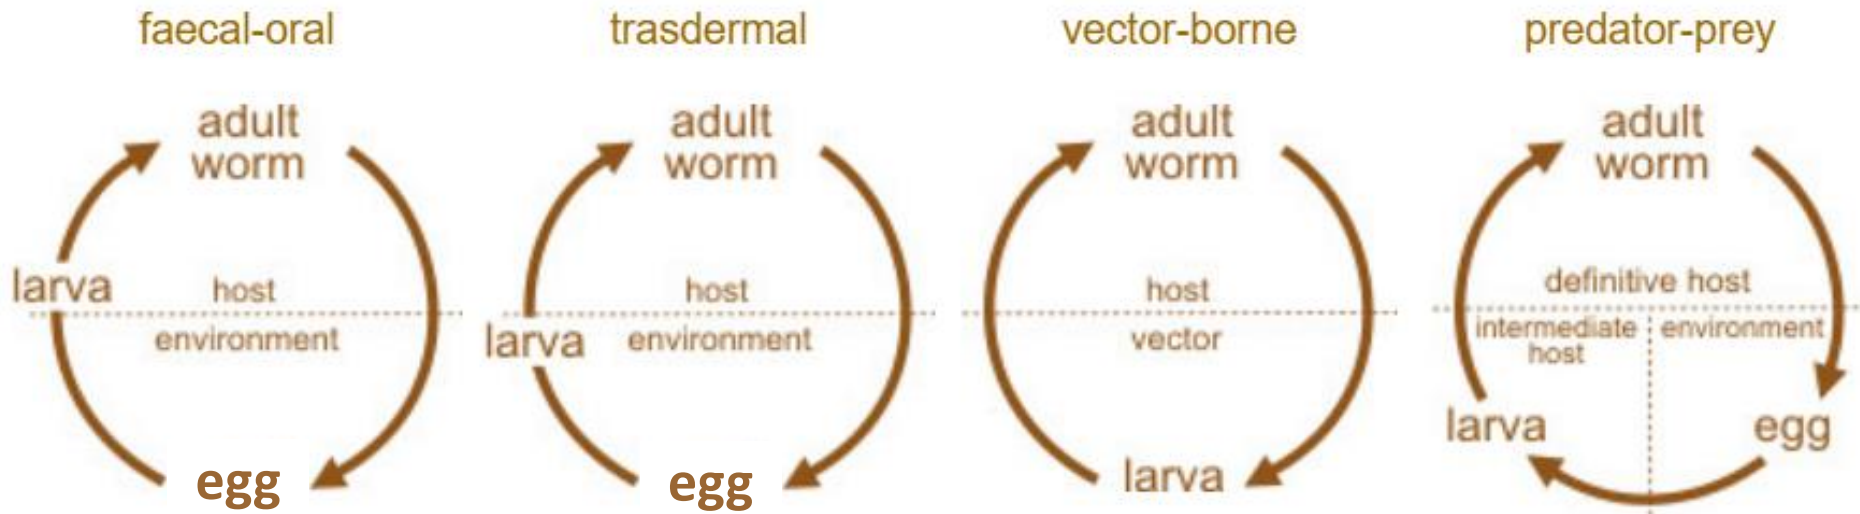 faecal-oral
adult
worm
larva
host
environment
egg
trasdermal
adult
worm
host
larva
environment
egg
vector-borne
adult
worm
host
vector
larva
predator-prey
adult
worm
definitive host
intermediate
host
environment
larva
egg